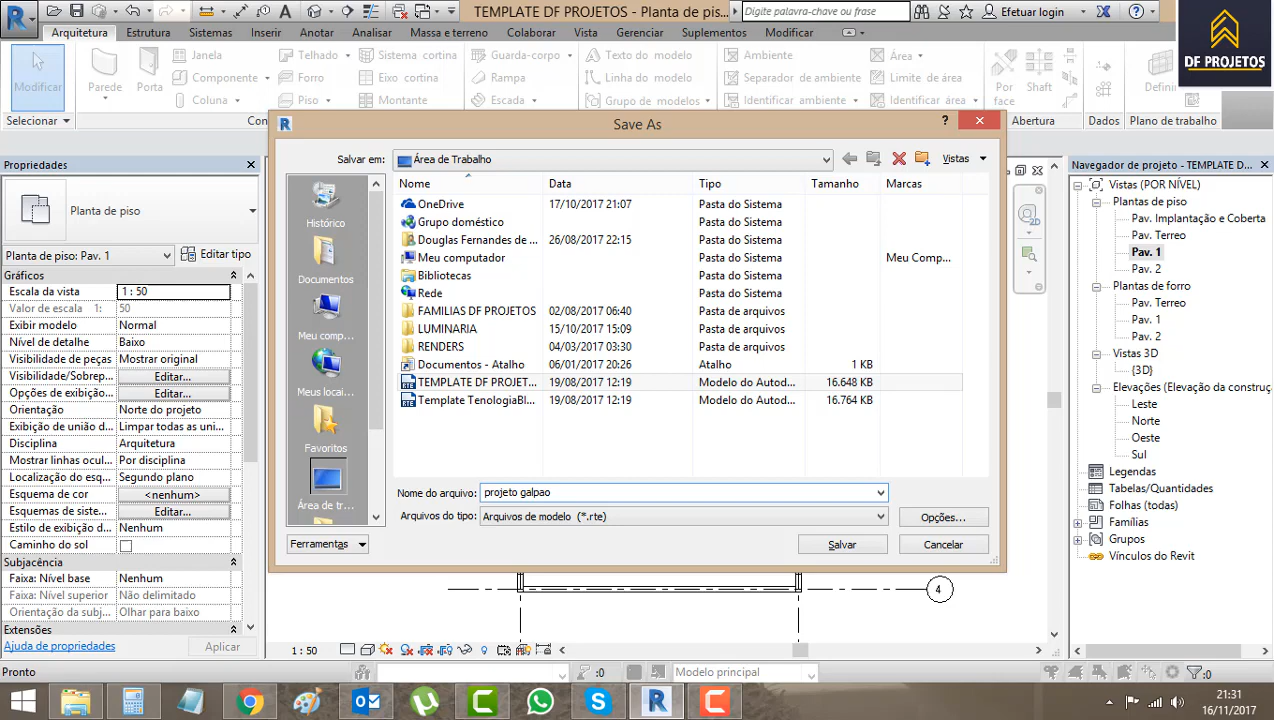 TEMPLATE DF PROJETOS - Planta de pis...
Digite palavra-chave ou frase
Efetuar login
DF PROJETOS
Arquitetura Estrutura Sistemas Inserir Anotar Analisar Massa e terreno Colaborar Vista Gerenciar Suplementos Modificar
Modificar
Parede
Porta
Janela
Componente
Coluna
Telhado
Forro
Piso
Sistema cortina
Eixo cortina
Montante
Guarda-corpo
Rampa
Escada
Texto do modelo
Linha do modelo
Grupo de modelos
Ambiente
Separador de ambiente
Identificar ambiente
Área
Limite de área
Identificar área
Por face
Shaft
Defini
Selecionar
Con
Abertura
Dados
Plano de trabalho
Propriedades
Planta de piso
Planta de piso: Pav. 1
Editar tipo
Gráficos
Escala da vista 1 : 50
Valor de escala 1: 50
Exibir modelo Normal
Nível de detalhe Baixo
Visibilidade de peças Mostrar original
Visibilidade/Sobrep... Editar...
Opções de exibiçã... Editar...
Orientação Norte do projeto
Exibição de união d... Limpar todas as uni...
Disciplina Arquitetura
Mostrar linhas ocul... Por disciplina
Localização do esq... Segundo plano
Esquema de cor <nenhum>
Esquemas de siste... Editar...
Estilo de exibição d... Nenhum
Caminho do sol
Subjacência
Faixa: Nível base Nenhum
Faixa: Nível superior Não delimitado
Orientação da subj... Olhar para baixo
Extensões
Ajuda de propriedades
Aplicar
Save As
Salvar em: Área de Trabalho
Vistas
Histórico
Documentos
Meu comp...
Meus locai...
Favoritos
Área de tr...
Nome Data Tipo Tamanho Marcas
OneDrive 17/10/2017 21:07 Pasta do Sistema
Grupo doméstico Pasta do Sistema
Douglas Fernandes de ... 26/08/2017 22:15 Pasta do Sistema
Meu computador Pasta do Sistema Meu Comp...
Bibliotecas Pasta do Sistema
Rede Pasta do Sistema
FAMILIAS DF PROJETOS 02/08/2017 06:40 Pasta de arquivos
LUMINARIA 15/10/2017 15:09 Pasta de arquivos
RENDERS 04/03/2017 03:30 Pasta de arquivos
Documentos - Atalho 06/01/2017 20:26 Atalho 1 KB
TEMPLATE DF PROJET... 19/08/2017 12:19 Modelo do Autod... 16.648 KB
Template TenologiaBl... 19/08/2017 12:19 Modelo do Autod... 16.764 KB
Nome do arquivo: projeto galpao
Arquivos do tipo: Arquivos de modelo (*.rte)
Opções...
Ferramentas
Salvar
Cancelar
4
2D
Navegador de projeto - TEMPLATE D...
Vistas (POR NÍVEL)
Plantas de piso
Pav. Implantação e Coberta
Pav. Terreo
Pav. 1
Pav. 2
Plantas de forro
Pav. Terreo
Pav. 1
Pav. 2
Vistas 3D
{3D}
Elevações (Elevação da construç
Leste
Norte
Oeste
Sul
Legendas
Tabelas/Quantidades
Folhas (todas)
Famílias
Grupos
Vínculos do Revit
1 : 50
Pronto
:0
Modelo principal
:0
21:31
16/11/2017